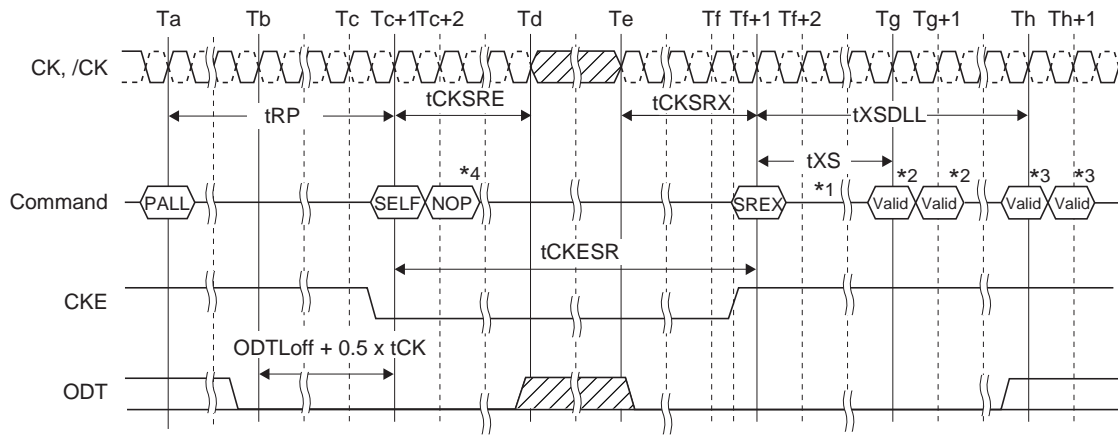 Ta Tb Tc Tc+1 Tc+2 Td Te Tf Tf+1 Tf+2 Tg Tg+1 Th Th+1
CK, /CK
tRP tCKSRE tCKSRX tXSDLL
tXS
Command PALL SELF NOP *4 SREX *1 Valid *2 Valid *2 Valid *3 Valid *3
tCKESR
CKE
ODTLoff + 0.5 x tCK
ODT